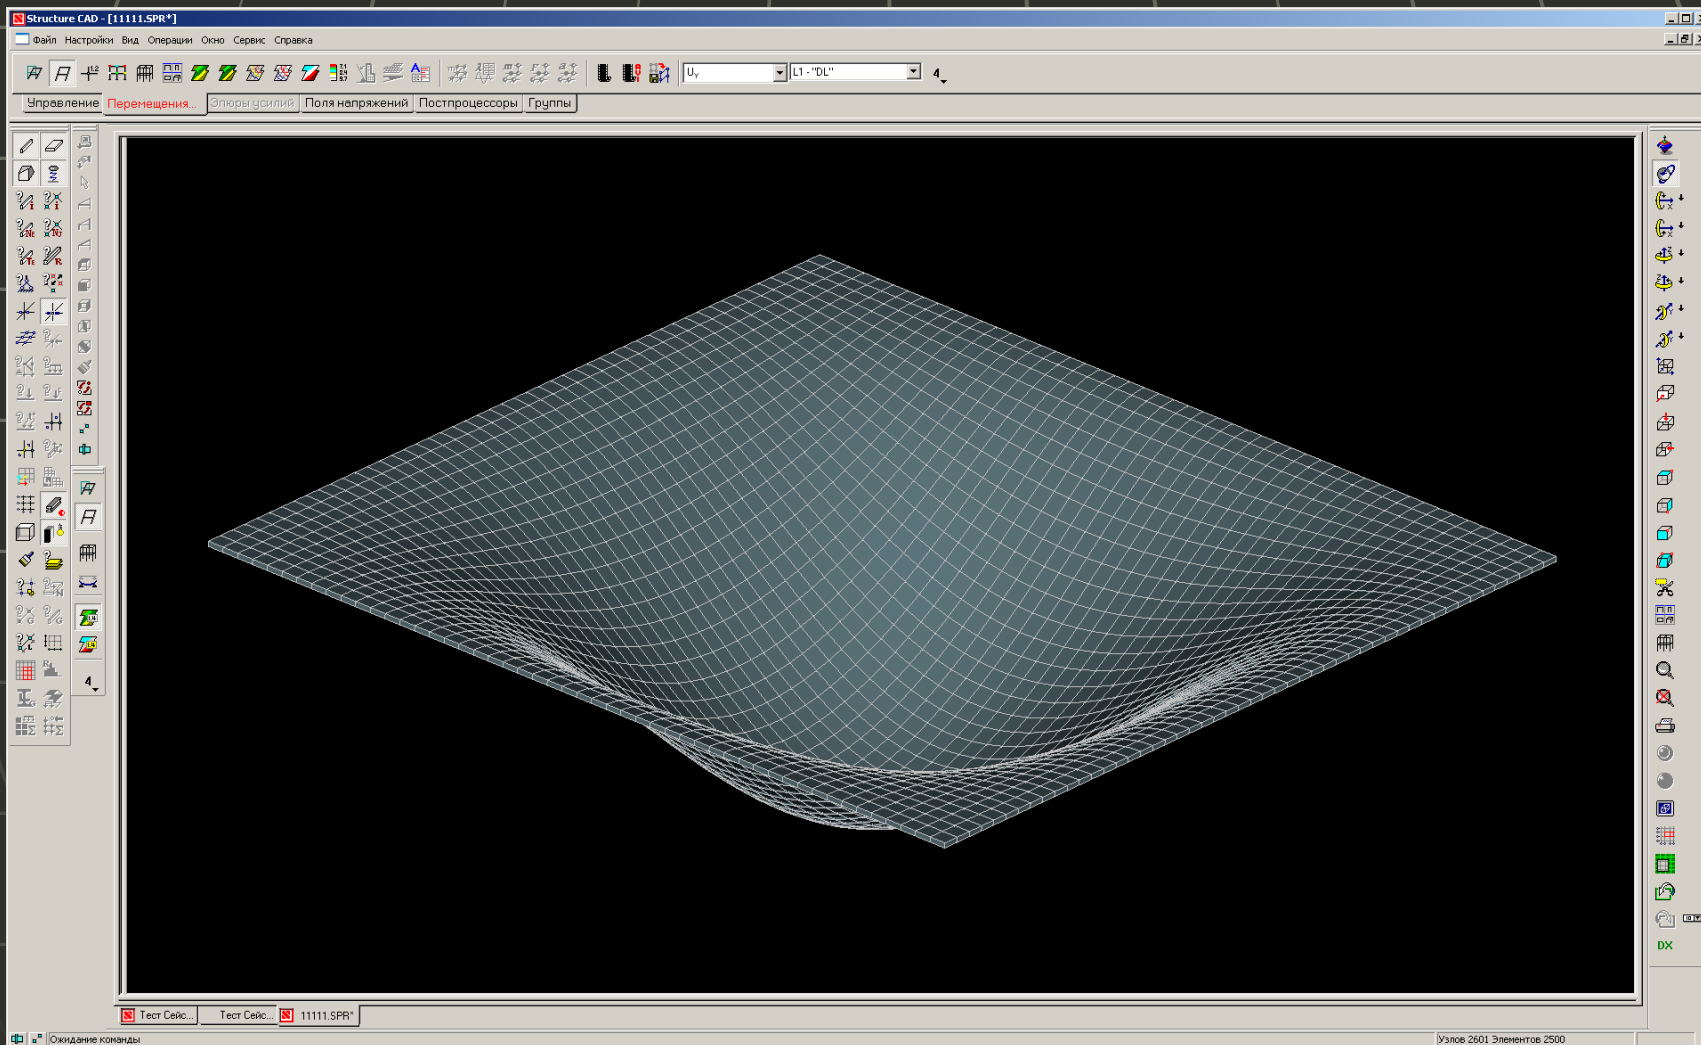 Structure CAD - [11111.SPR*]
Файл Настройки Вид Операции Окно Сервис Справка
UY L1 - "DL" 4
Управление Перемещения... Эпюры усилий Поля напряжений Постпроцессоры Группы
4
DX
Тест Сейс... Тест Сейс... 11111.SPR*
Ожидание команды Узлов 2601 Элементов 2500